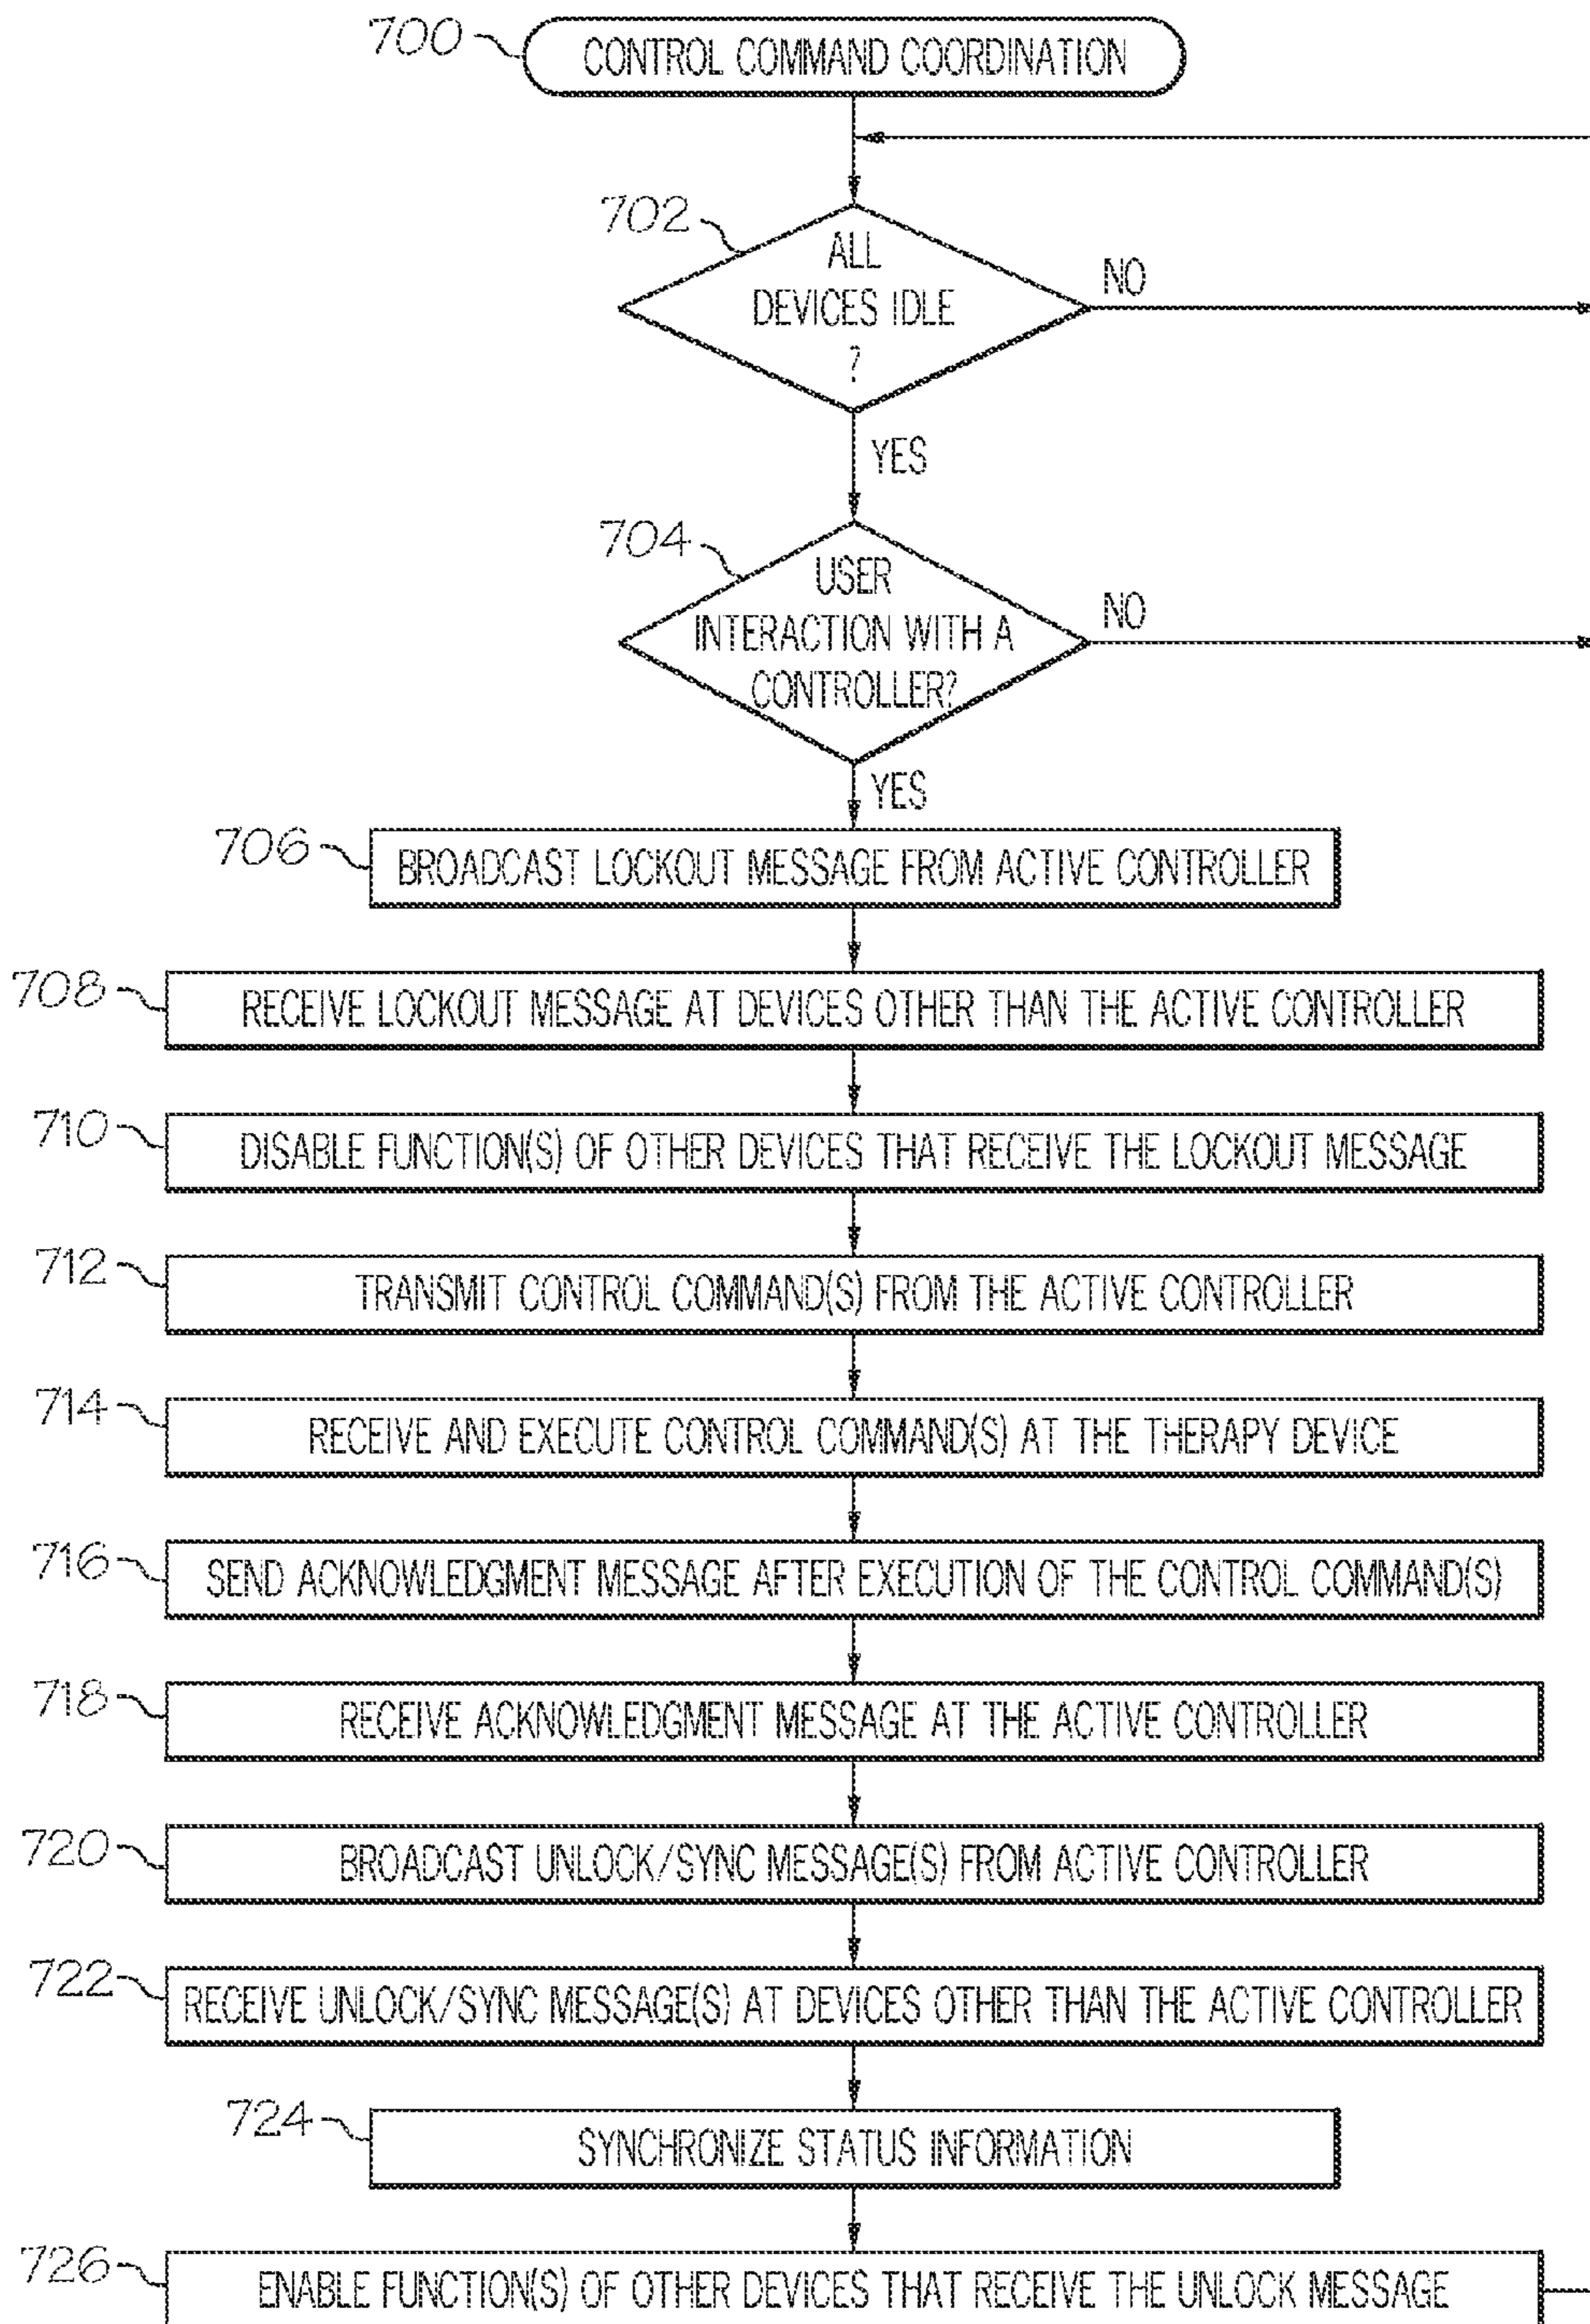 700
CONTROL COMMAND COORDINATION
702
ALL
DEVICES IDLE
?
NO
YES
704
USER
INTERACTION WITH A
CONTROLLER?
NO
YES
706
BROADCAST LOCKOUT MESSAGE FROM ACTIVE CONTROLLER
708
RECEIVE LOCKOUT MESSAGE AT DEVICES OTHER THAN THE ACTIVE CONTROLLER
710
DISABLE FUNCTION(S) OF OTHER DEVICES THAT RECEIVE THE LOCKOUT MESSAGE
712
TRANSMIT CONTROL COMMAND(S) FROM THE ACTIVE CONTROLLER
714
RECEIVE AND EXECUTE CONTROL COMMAND(S) AT THE THERAPY DEVICE
716
SEND ACKNOWLEDGMENT MESSAGE AFTER EXECUTION OF THE CONTROL COMMAND(S)
718
RECEIVE ACKNOWLEDGMENT MESSAGE AT THE ACTIVE CONTROLLER
720
BROADCAST UNLOCK/SYNC MESSAGE(S) FROM ACTIVE CONTROLLER
722
RECEIVE UNLOCK/SYNC MESSAGE(S) AT DEVICES OTHER THAN THE ACTIVE CONTROLLER
724
SYNCHRONIZE STATUS INFORMATION
726
ENABLE FUNCTION(S) OF OTHER DEVICES THAT RECEIVE THE UNLOCK MESSAGE